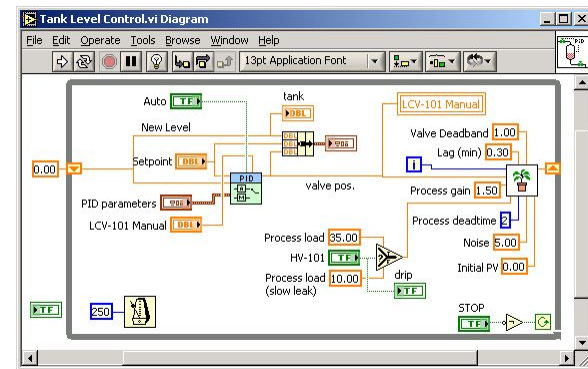 Tank Level Control.vi Diagram
File Edit Operate Tools Browse Window Help
13pt Application Font
PID
Auto TF
tank
DBL
LCV-101 Manual
New Level
DBL
DBL
DBL
Valve Deadband 1.00
Setpoint DBL
Lag (min) 0.30
0.00
i
PID
valve pos.
Process gain 1.50
PID parameters
LCV-101 Manual DBL
Process deadtime 2
Process load 35.00
Noise 5.00
HV-101 TF
Initial PV 0.00
Process load 10.00
(slow leak)
drip
TF
TF
250
STOP
TF